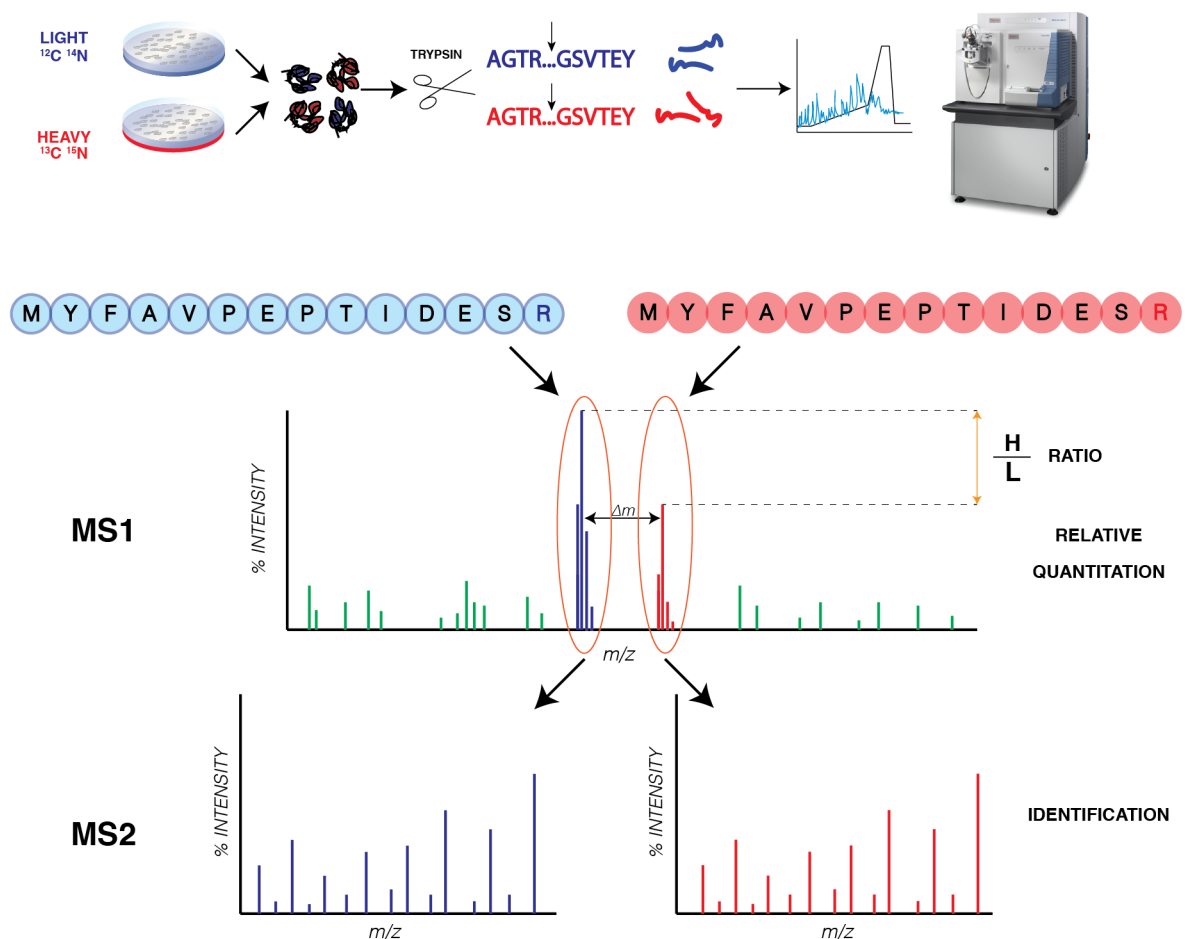 LIGHT
¹²C ¹⁴N
HEAVY
¹³C ¹⁵N
TRYPSIN
AGTR...GSVTEY
AGTR...GSVTEY
M Y F A V P E P T I D E S R
M Y F A V P E P T I D E S R
MS1
% INTENSITY
Δm
m/z
H
L
RATIO
RELATIVE
QUANTITATION
MS2
% INTENSITY
m/z
% INTENSITY
m/z
IDENTIFICATION